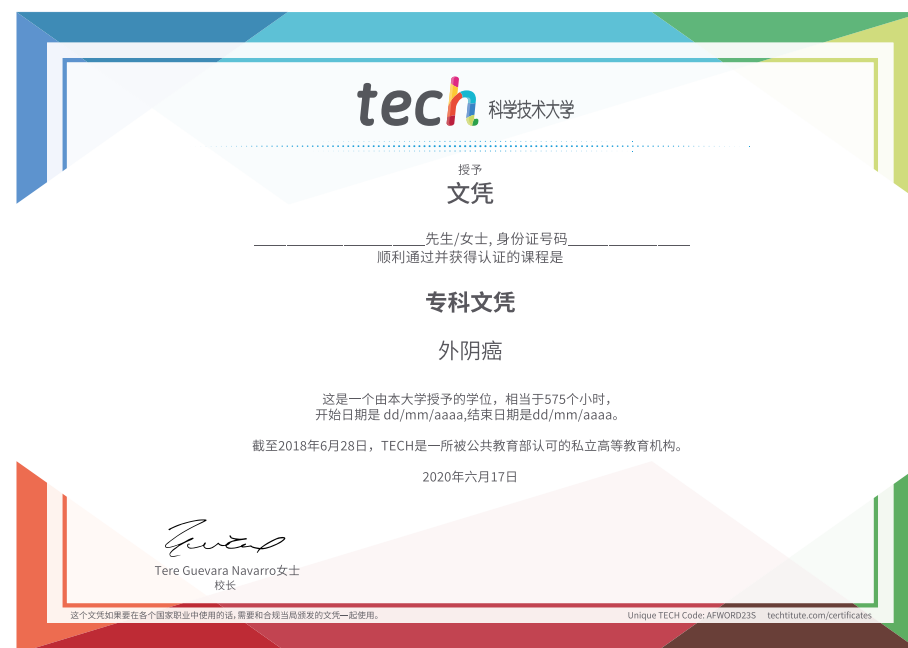 tech 科学技术大学
授予
文凭
____________________先生/女士, 身份证号码______________
顺利通过并获得认证的课程是
专科文凭
外阴癌
这是一个由本大学授予的学位，相当于575个小时，
开始日期是 dd/mm/aaaa,结束日期是dd/mm/aaaa。
截至2018年6月28日，TECH是一所被公共教育部认可的私立高等教育机构。
2020年六月17日
Tere Guevara Navarro女士
校长
这个文凭如果要在各个国家职业中使用的话,需要和合规当局颁发的文凭一起使用。
Unique TECH Code: AFWORD23S techtitute.com/certificates